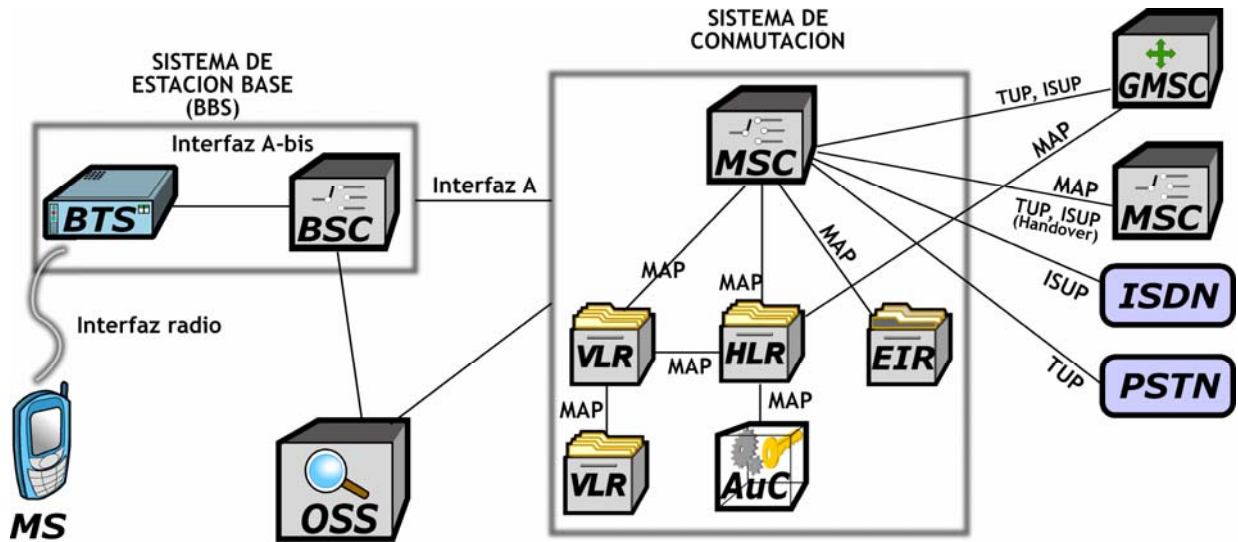 SISTEMA DE
ESTACION BASE
(BBS)
Interfaz A-bis
BTS
BSC
Interfaz A
Interfaz radio
MS
OSS
SISTEMA DE
CONMUTACIÓN
MSC
MAP
MAP
MAP
VLR
MAP
HLR
EIR
MAP
MAP
VLR
AuC
TUP, ISUP
GMSC
MAP
MAP
TUP, ISUP
(Handover)
MSC
ISUP
ISDN
TUP
PSTN